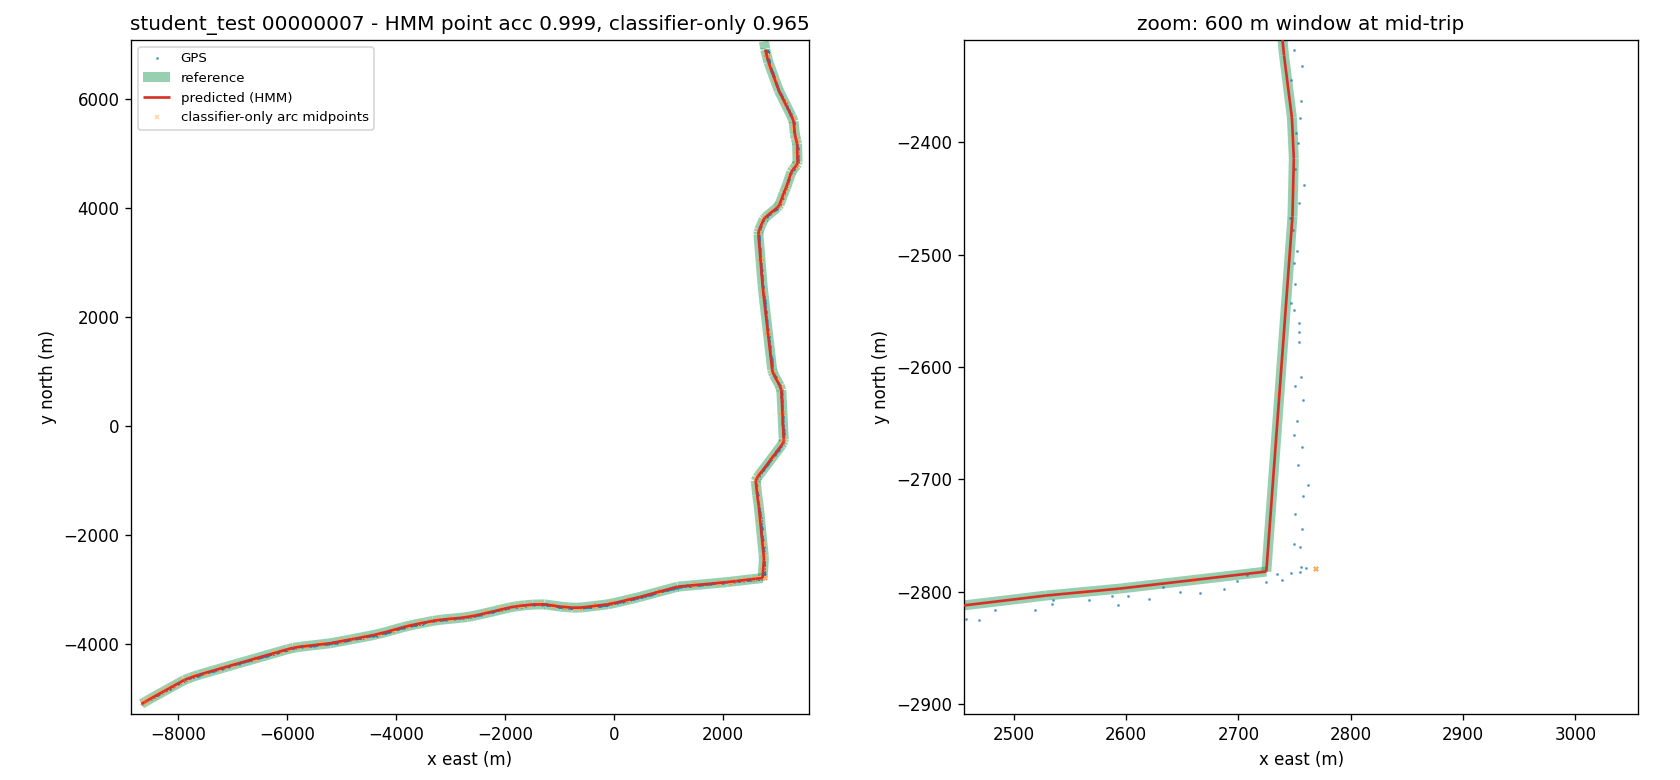 student_test 00000007 - HMM point acc 0.999, classifier-only 0.965
GPS
reference
predicted (HMM)
classifier-only arc midpoints
6000
4000
2000
0
−2000
−4000
y north (m)
−8000
−6000
−4000
−2000
0
2000
x east (m)
zoom: 600 m window at mid-trip
−2400
−2500
−2600
−2700
−2800
−2900
y north (m)
2500
2600
2700
2800
2900
3000
x east (m)